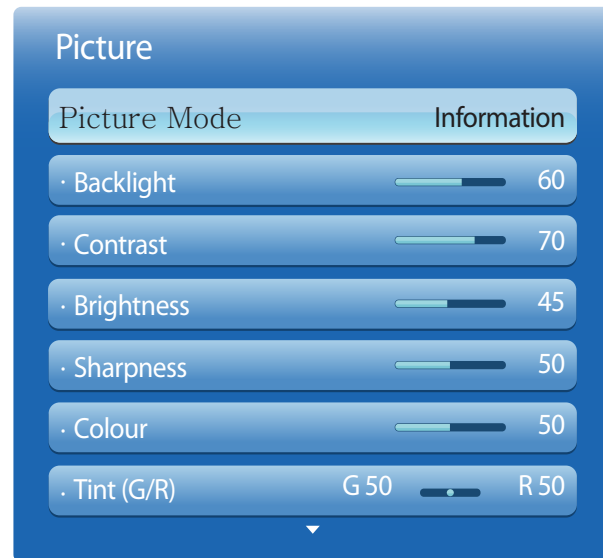 Picture
Picture Mode Information
· Backlight 60
· Contrast 70
· Brightness 45
· Sharpness 50
· Colour 50
· Tint (G/R) G 50 R 50